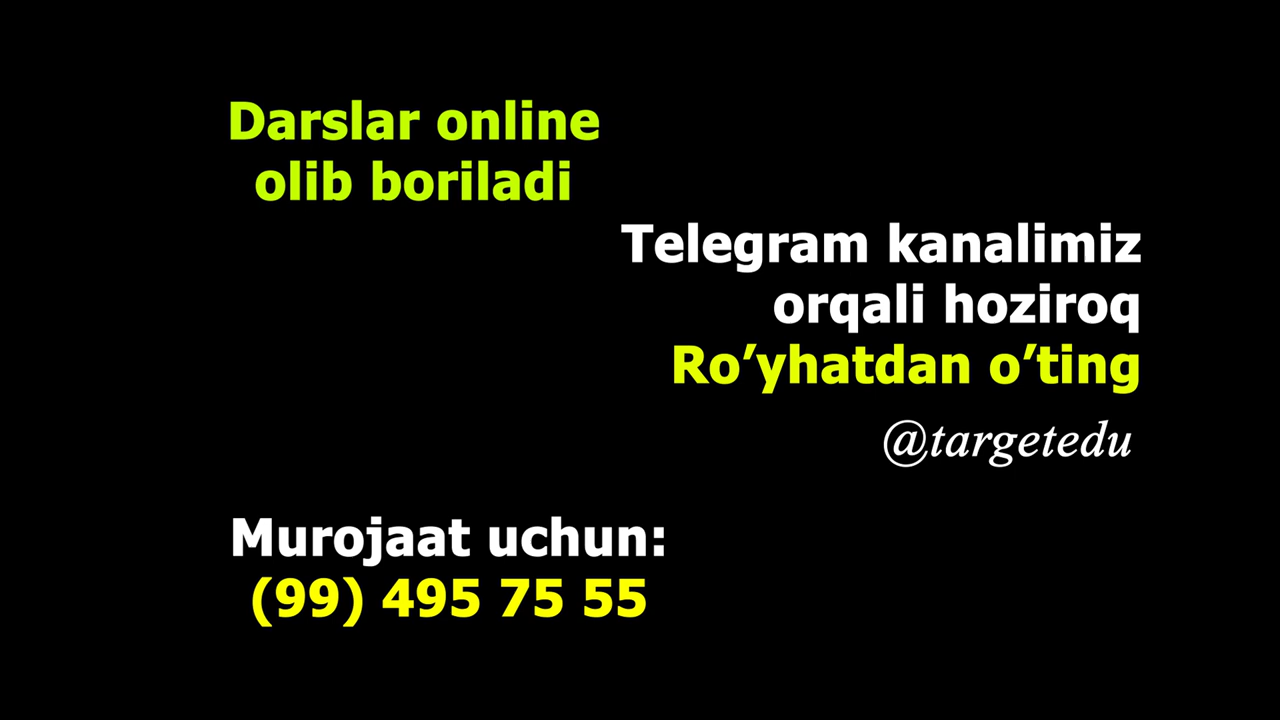 Darslar online
olib boriladi
Telegram kanalimiz
orqali hoziroq
Ro’yhatdan o’ting
@targetedu
Murojaat uchun:
(99) 495 75 55